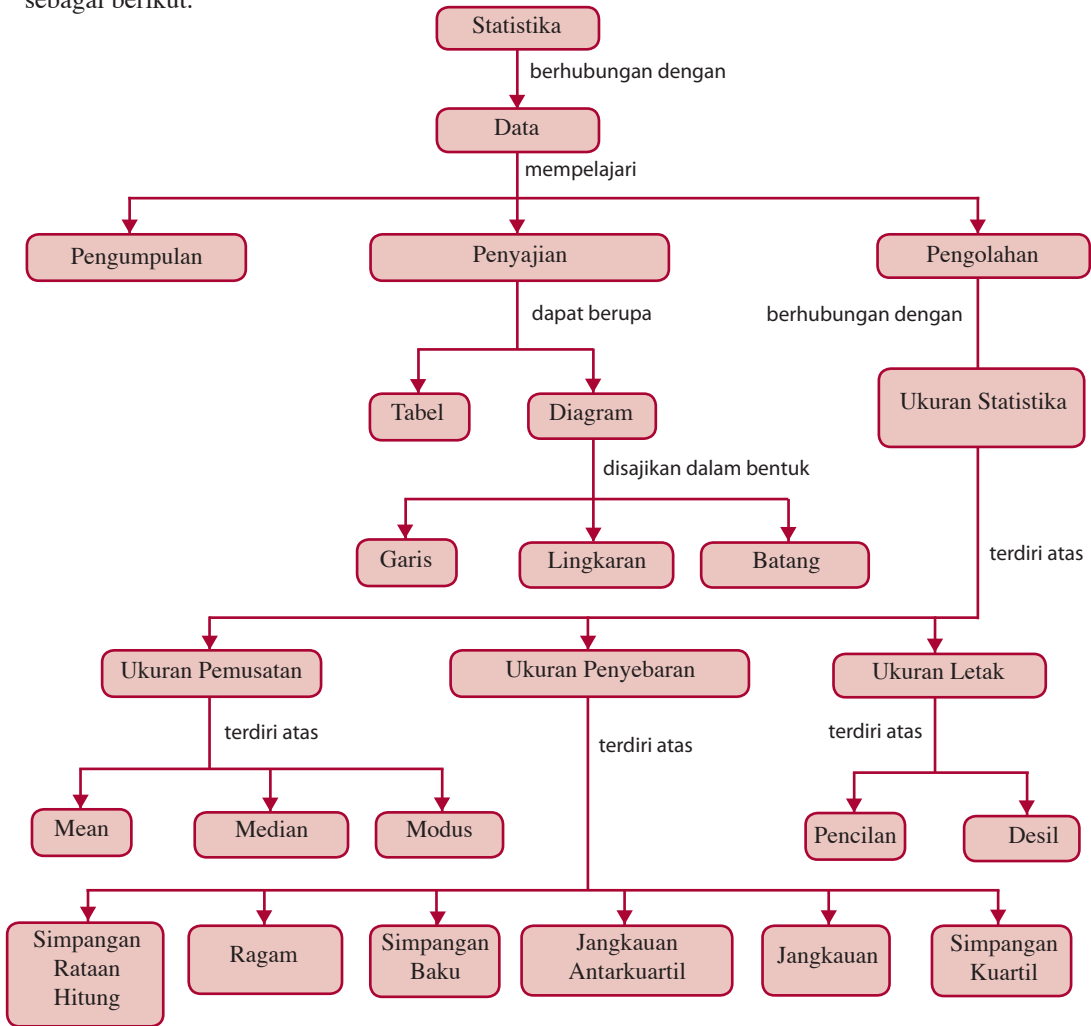 sebagai berikut:
Statistika
berhubungan dengan
Data
mempelajari
Pengumpulan
Penyajian
Pengolahan
dapat berupa
berhubungan dengan
Tabel
Diagram
Ukuran Statistika
disajikan dalam bentuk
Garis
Lingkaran
Batang
terdiri atas
Ukuran Pemusatan
Ukuran Penyebaran
Ukuran Letak
terdiri atas
terdiri atas
terdiri atas
Mean
Median
Modus
Pencilan
Desil
Simpangan
Rataan
Hitung
Ragam
Simpangan
Baku
Jangkauan
Antarkuartil
Jangkauan
Simpangan
Kuartil